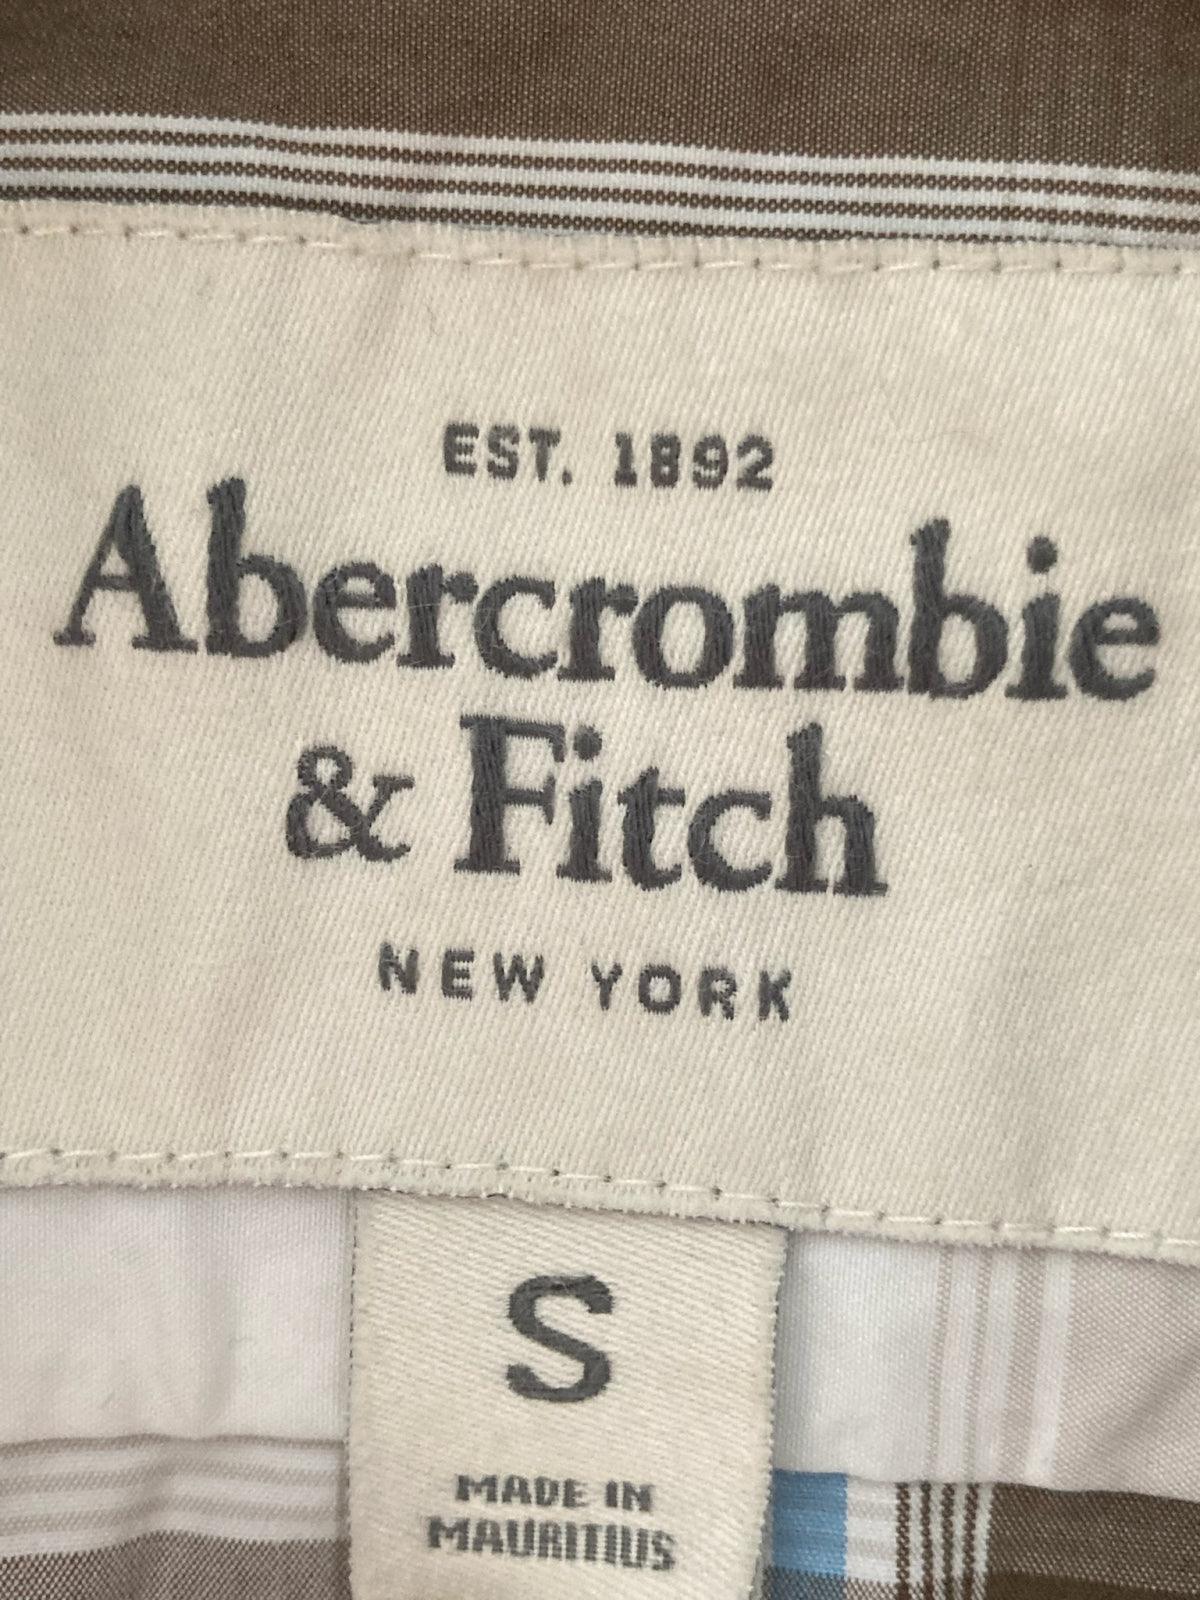 EST. 1892
Abercrombie
& Fitch
NEW YORK
S
MADE IN
MAURITIUS